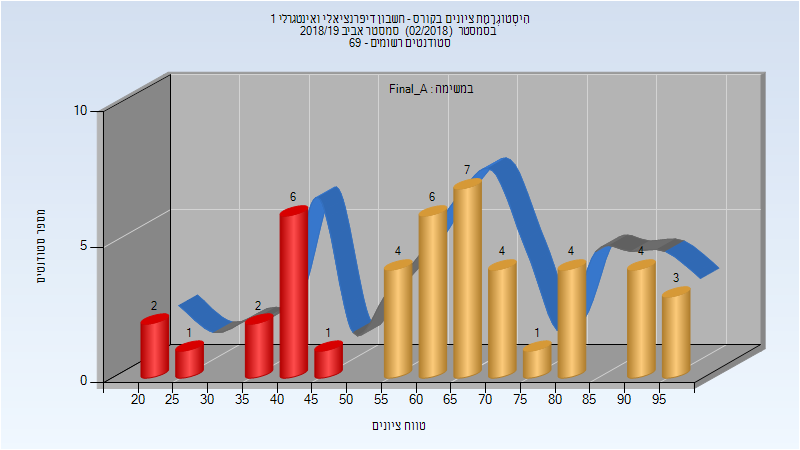 הִיסְטוגְרָמַת ציונים בקורס - חשבון דיפרנציאלי ואינטגרלי 1
בסמסטר (02/2018) סמסטר אביב 2018/19
סטודנטים רשומים - 69
במשימה : Final_A
מספר סטודנטים
10
5
0
2
1
2
6
1
4
6
7
4
1
4
4
3
20 25 30 35 40 45 50 55 60 65 70 75 80 85 90 95
טווח ציונים